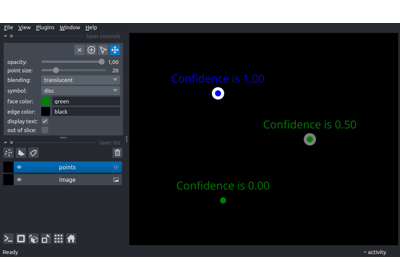 File View Plugins Window Help
layer controls
opacity: 1,00
point size: 20
blending: translucent
symbol: disc
face color: green
edge color: black
display text:
out of slice:
layer list
points
Image
Ready
activity
Confidence is 1.00
Confidence is 0.50
Confidence is 0.00